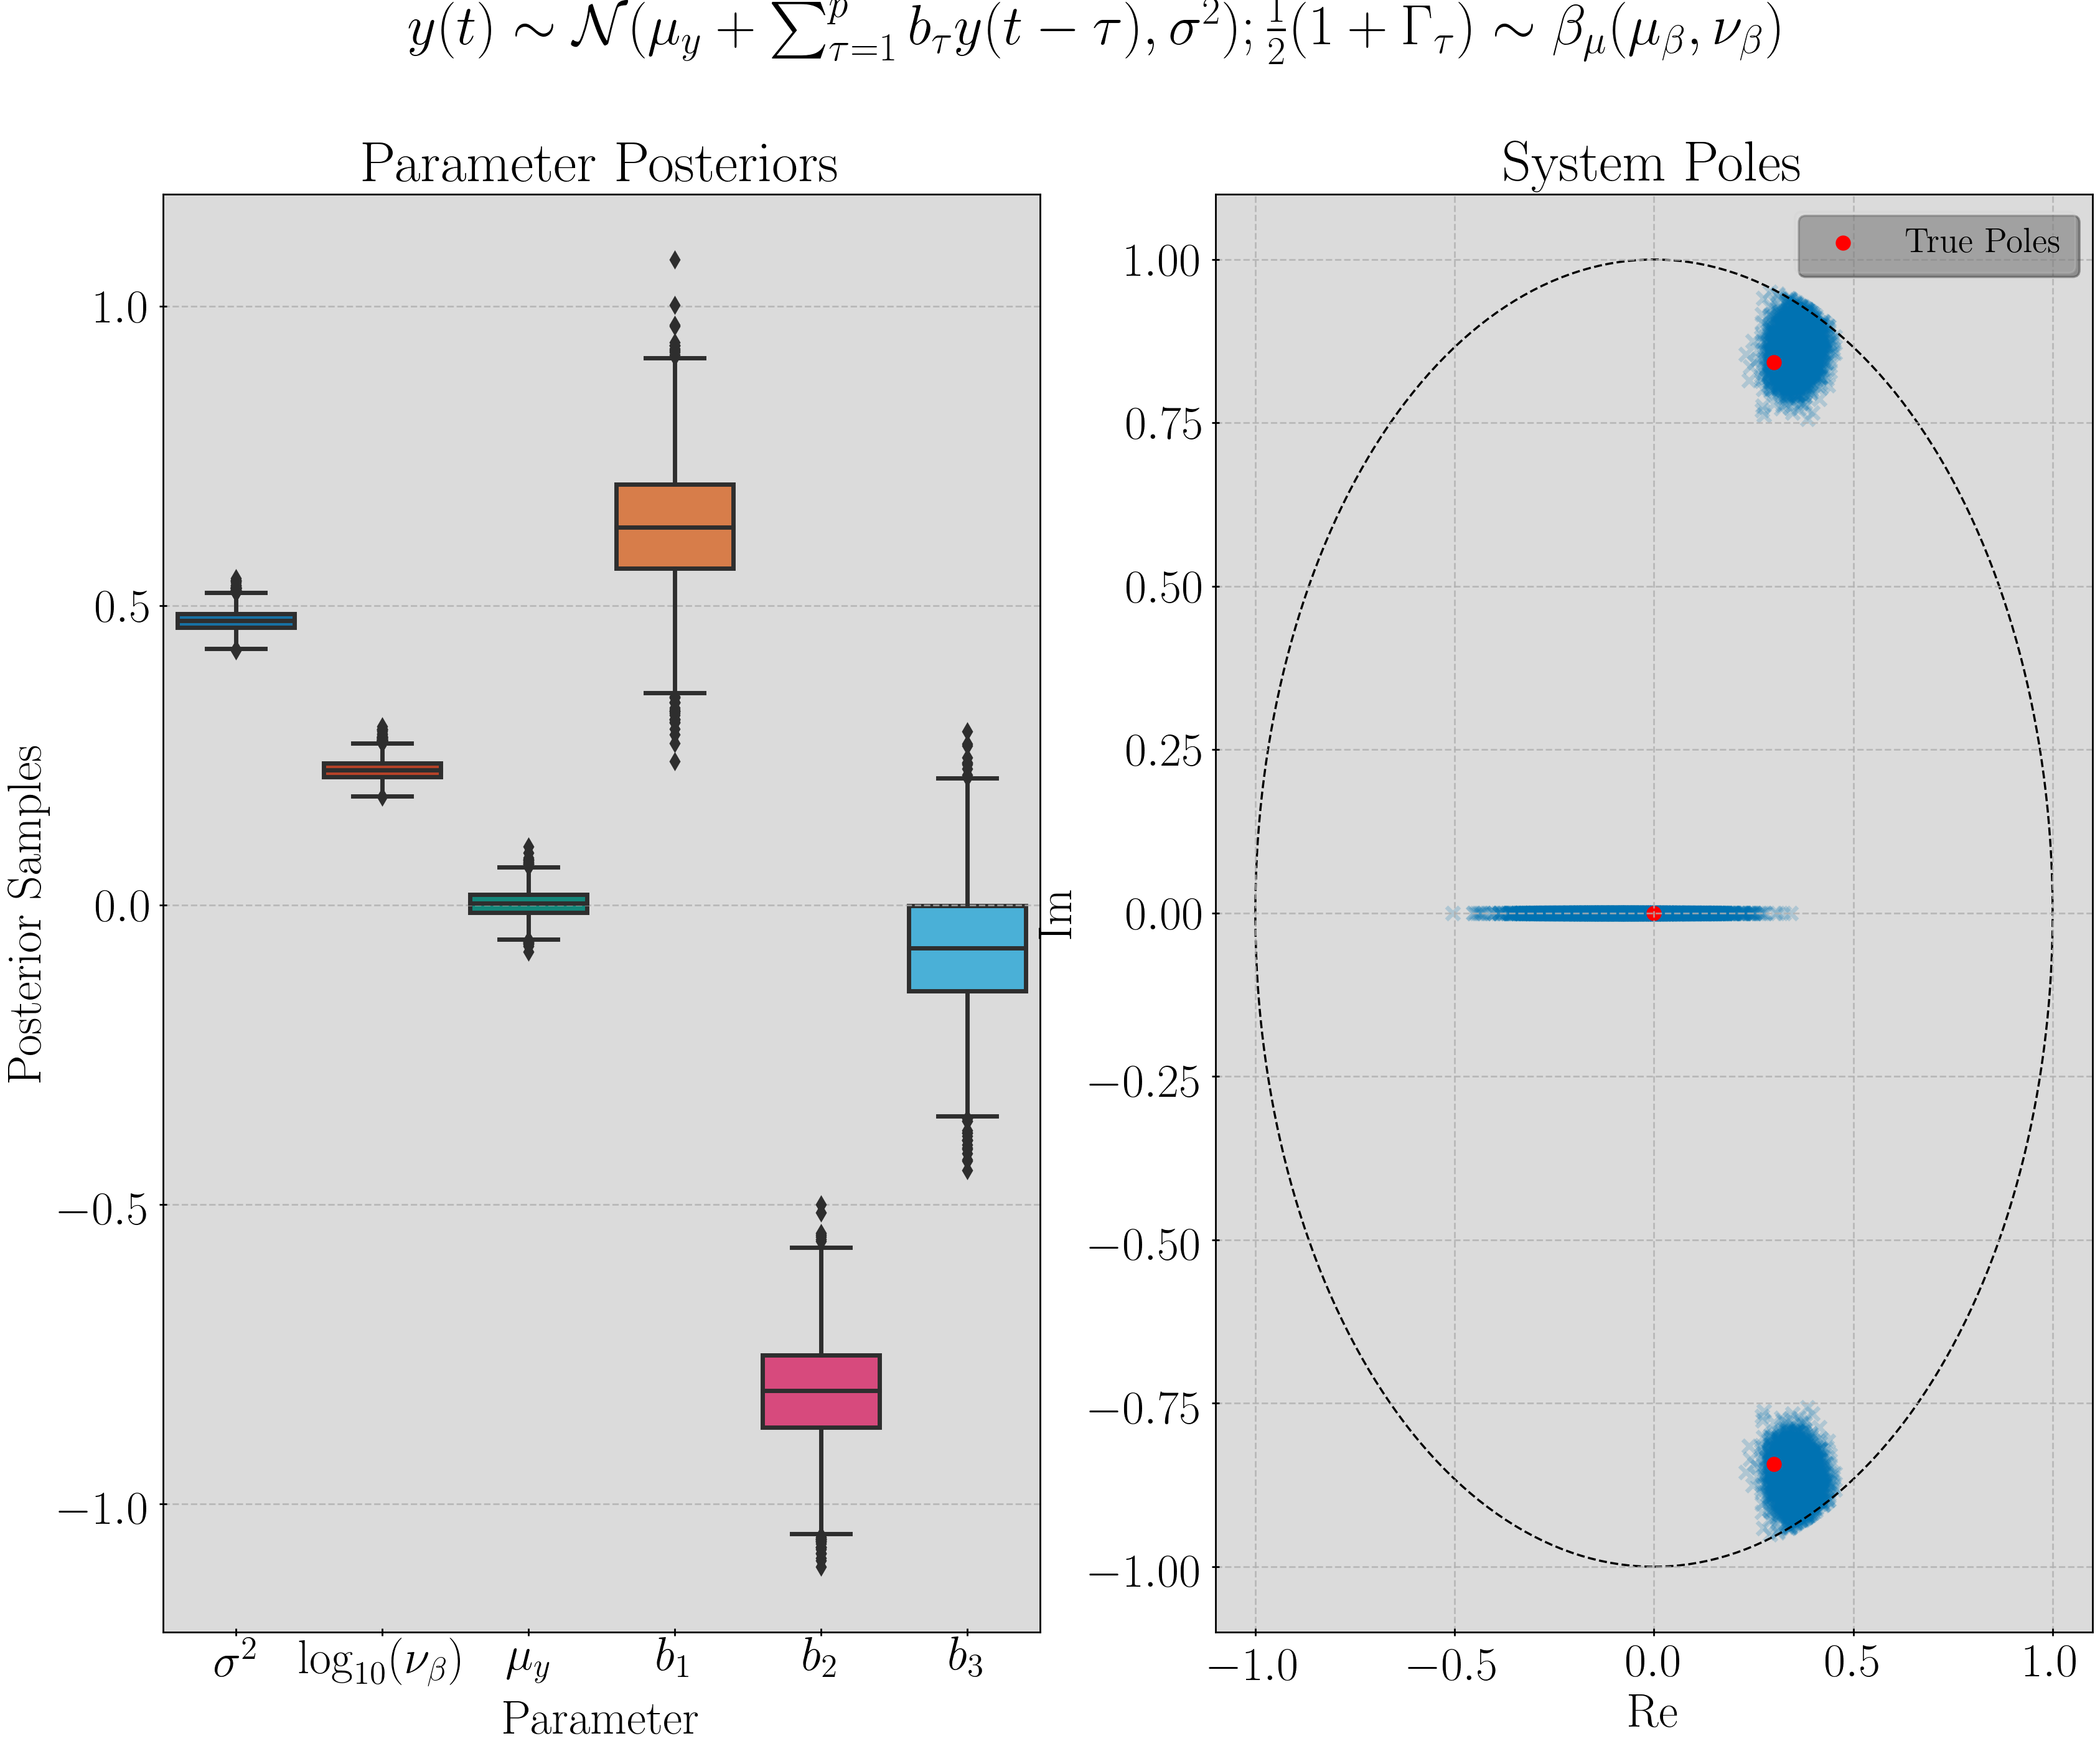 y(t) ∼ 𝒩(μ_y + ∑_{τ=1}^{p} b_τ y(t − τ), σ²); ½(1 + Γ_τ) ∼ β_μ(μ_β, ν_β)
Parameter Posteriors
1.0
0.5
0.0
−0.5
−1.0
Posterior Samples
σ² log₁₀(ν_β) μ_y b₁ b₂ b₃
Parameter
System Poles
True Poles
1.00
0.75
0.50
0.25
0.00
−0.25
−0.50
−0.75
−1.00
Im
−1.0 −0.5 0.0 0.5 1.0
Re